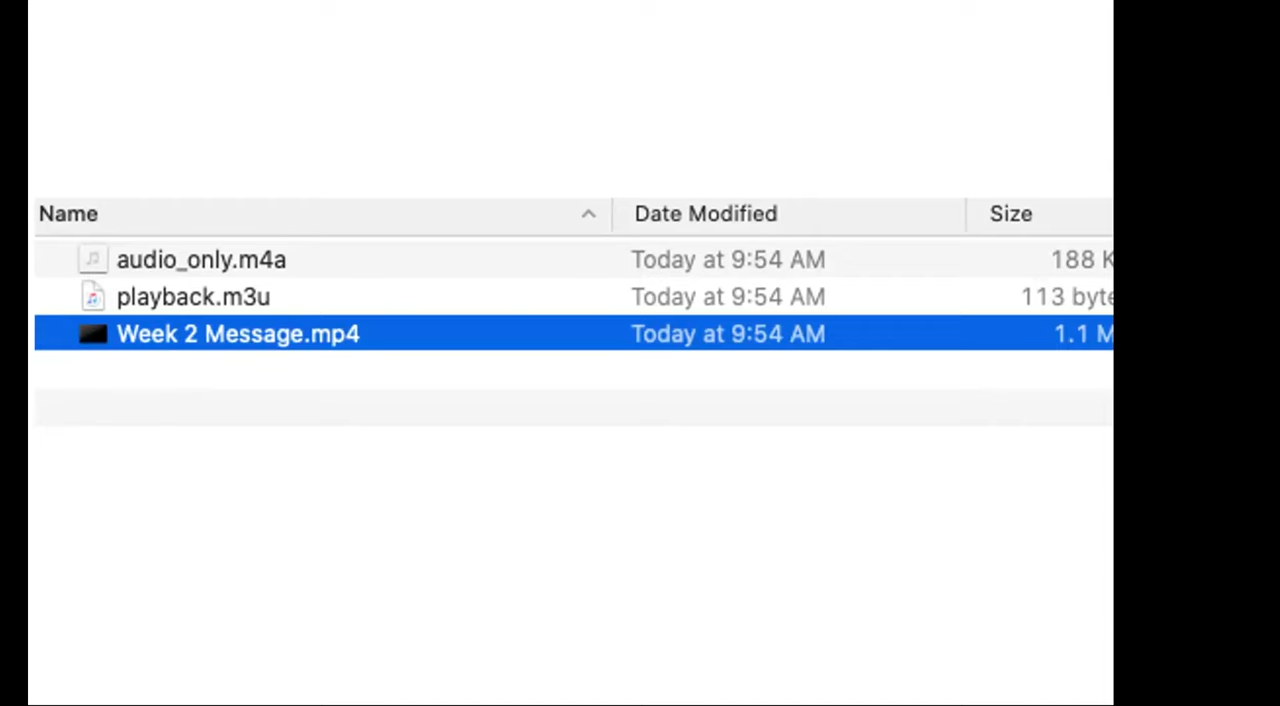 Name Date Modified Size
audio_only.m4a Today at 9:54 AM 188 K
playback.m3u Today at 9:54 AM 113 byte
Week 2 Message.mp4 Today at 9:54 AM 1.1 M